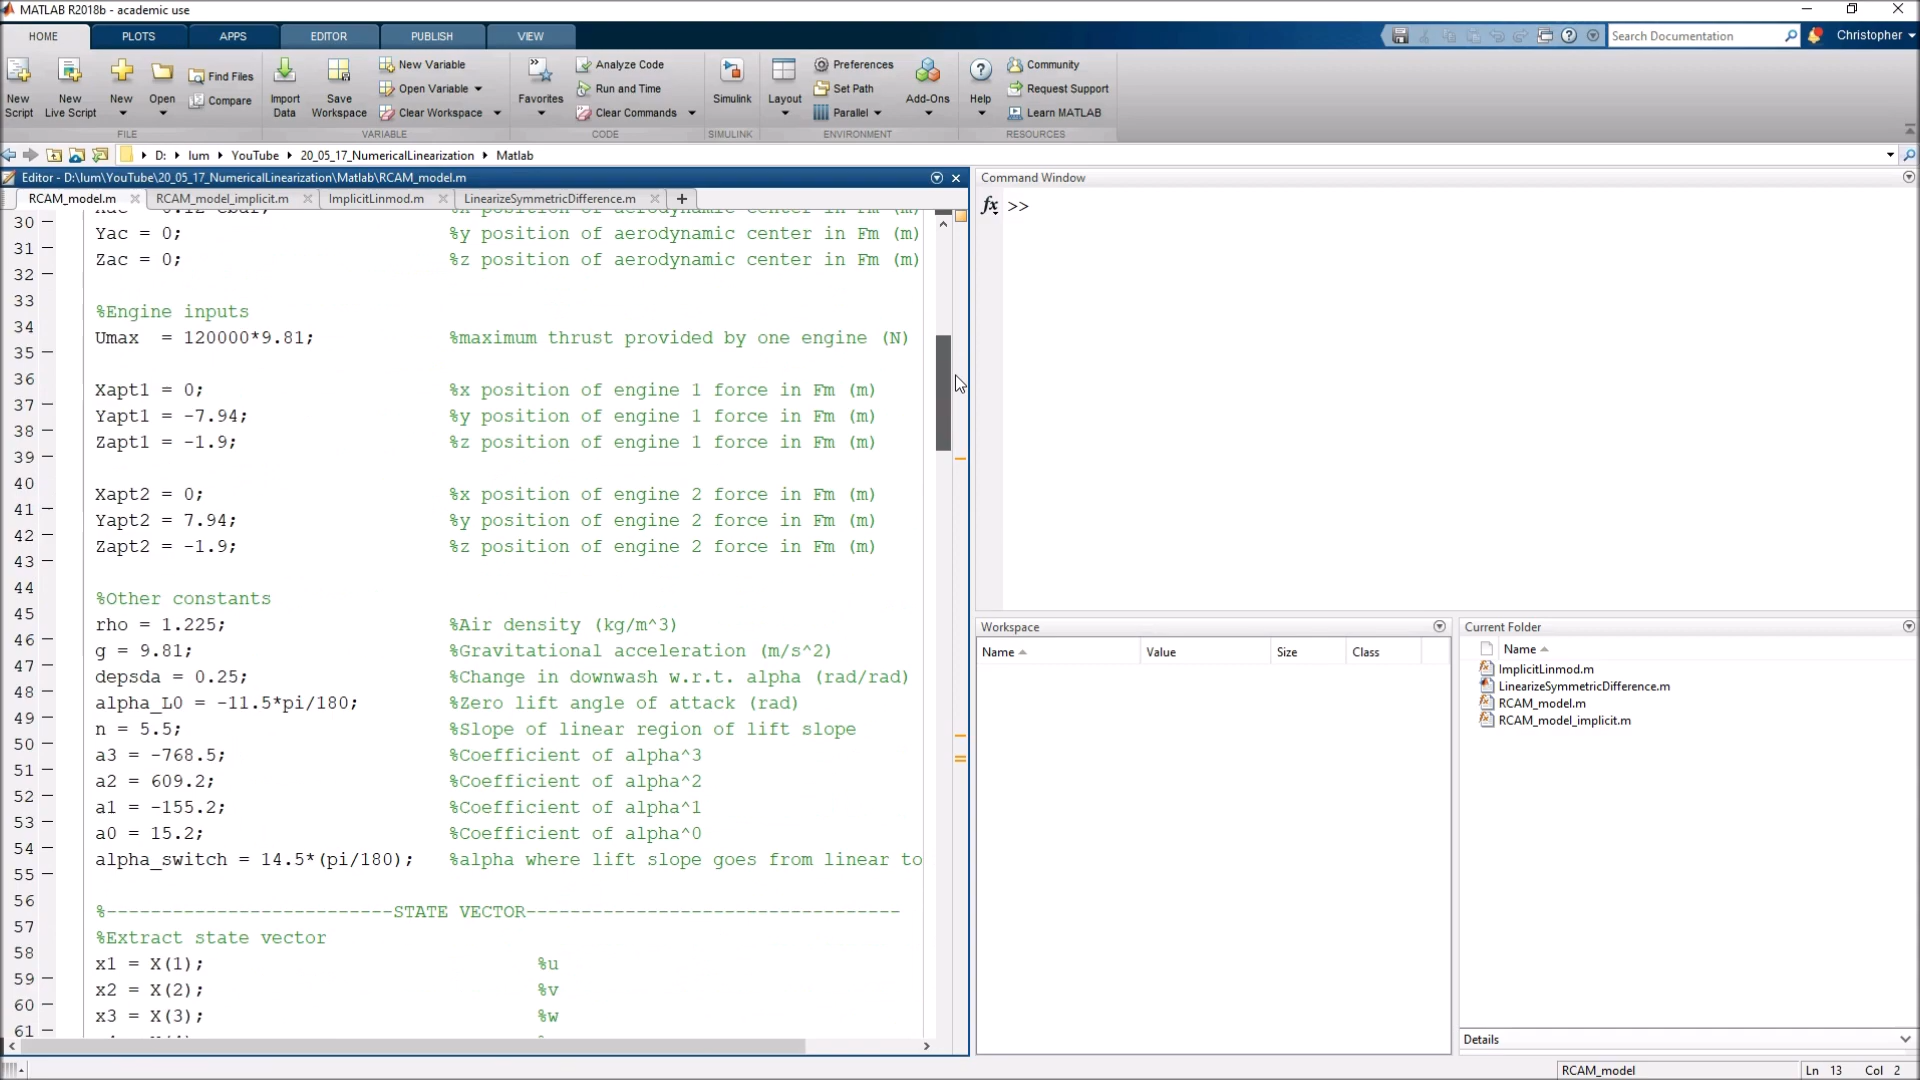 MATLAB R2018b - academic use
HOME PLOTS APPS EDITOR PUBLISH VIEW
Search Documentation
Christopher
New Script
New Live Script
New
Open
Find Files
Compare
Import Data
Save Workspace
New Variable
Open Variable
Clear Workspace
Favorites
Analyze Code
Run and Time
Clear Commands
Simulink
Layout
Preferences
Set Path
Parallel
Add-Ons
Help
Community
Request Support
Learn MATLAB
FILE VARIABLE CODE SIMULINK ENVIRONMENT RESOURCES
D: lum YouTube 20_05_17_NumericalLinearization Matlab
Editor - D:\lum\YouTube\20_05_17_NumericalLinearization\Matlab\RCAM_model.m
RCAM_model.m RCAM_model_implicit.m ImplicitLinmod.m LinearizeSymmetricDifference.m +
30
31 Yac = 0; %y position of aerodynamic center in Fm (m)
32 Zac = 0; %z position of aerodynamic center in Fm (m)
33
34 %Engine inputs
35 Umax = 120000*9.81; %maximum thrust provided by one engine (N)
36
37 Xapt1 = 0; %x position of engine 1 force in Fm (m)
38 Yapt1 = -7.94; %y position of engine 1 force in Fm (m)
39 Zapt1 = -1.9; %z position of engine 1 force in Fm (m)
40
41 Xapt2 = 0; %x position of engine 2 force in Fm (m)
42 Yapt2 = 7.94; %y position of engine 2 force in Fm (m)
43 Zapt2 = -1.9; %z position of engine 2 force in Fm (m)
44
45 %Other constants
46 rho = 1.225; %Air density (kg/m^3)
47 g = 9.81; %Gravitational acceleration (m/s^2)
48 depsda = 0.25; %Change in downwash w.r.t. alpha (rad/rad)
49 alpha_L0 = -11.5*pi/180; %Zero lift angle of attack (rad)
50 n = 5.5; %Slope of linear region of lift slope
51 a3 = -768.5; %Coefficient of alpha^3
52 a2 = 609.2; %Coefficient of alpha^2
53 a1 = -155.2; %Coefficient of alpha^1
54 a0 = 15.2; %Coefficient of alpha^0
55 alpha_switch = 14.5*(pi/180); %alpha where lift slope goes from linear to
56
57 %--------------------------STATE VECTOR----------------------------------
58 %Extract state vector
59 x1 = X(1); %u
60 x2 = X(2); %v
61 x3 = X(3); %w
Command Window
fx >>
Workspace
Name Value Size Class
Current Folder
Name
ImplicitLinmod.m
LinearizeSymmetricDifference.m
RCAM_model.m
RCAM_model_implicit.m
Details
RCAM_model Ln 13 Col 2